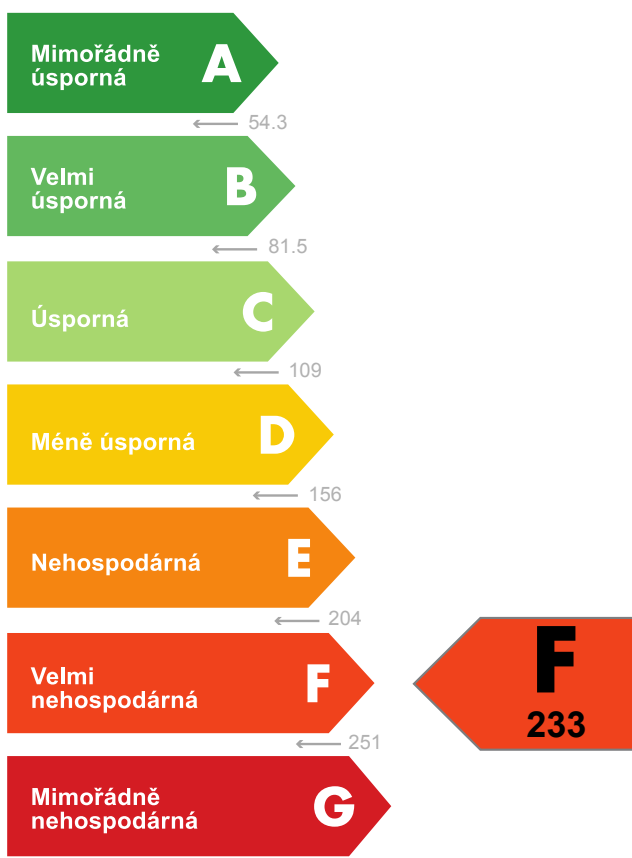 Mimořádně
úsporná
A
54.3
Velmi
úsporná
B
81.5
Úsporná
C
109
Méně úsporná
D
156
Nehospodárná
E
204
Velmi
nehospodárná
F
F
233
251
Mimořádně
nehospodárná
G